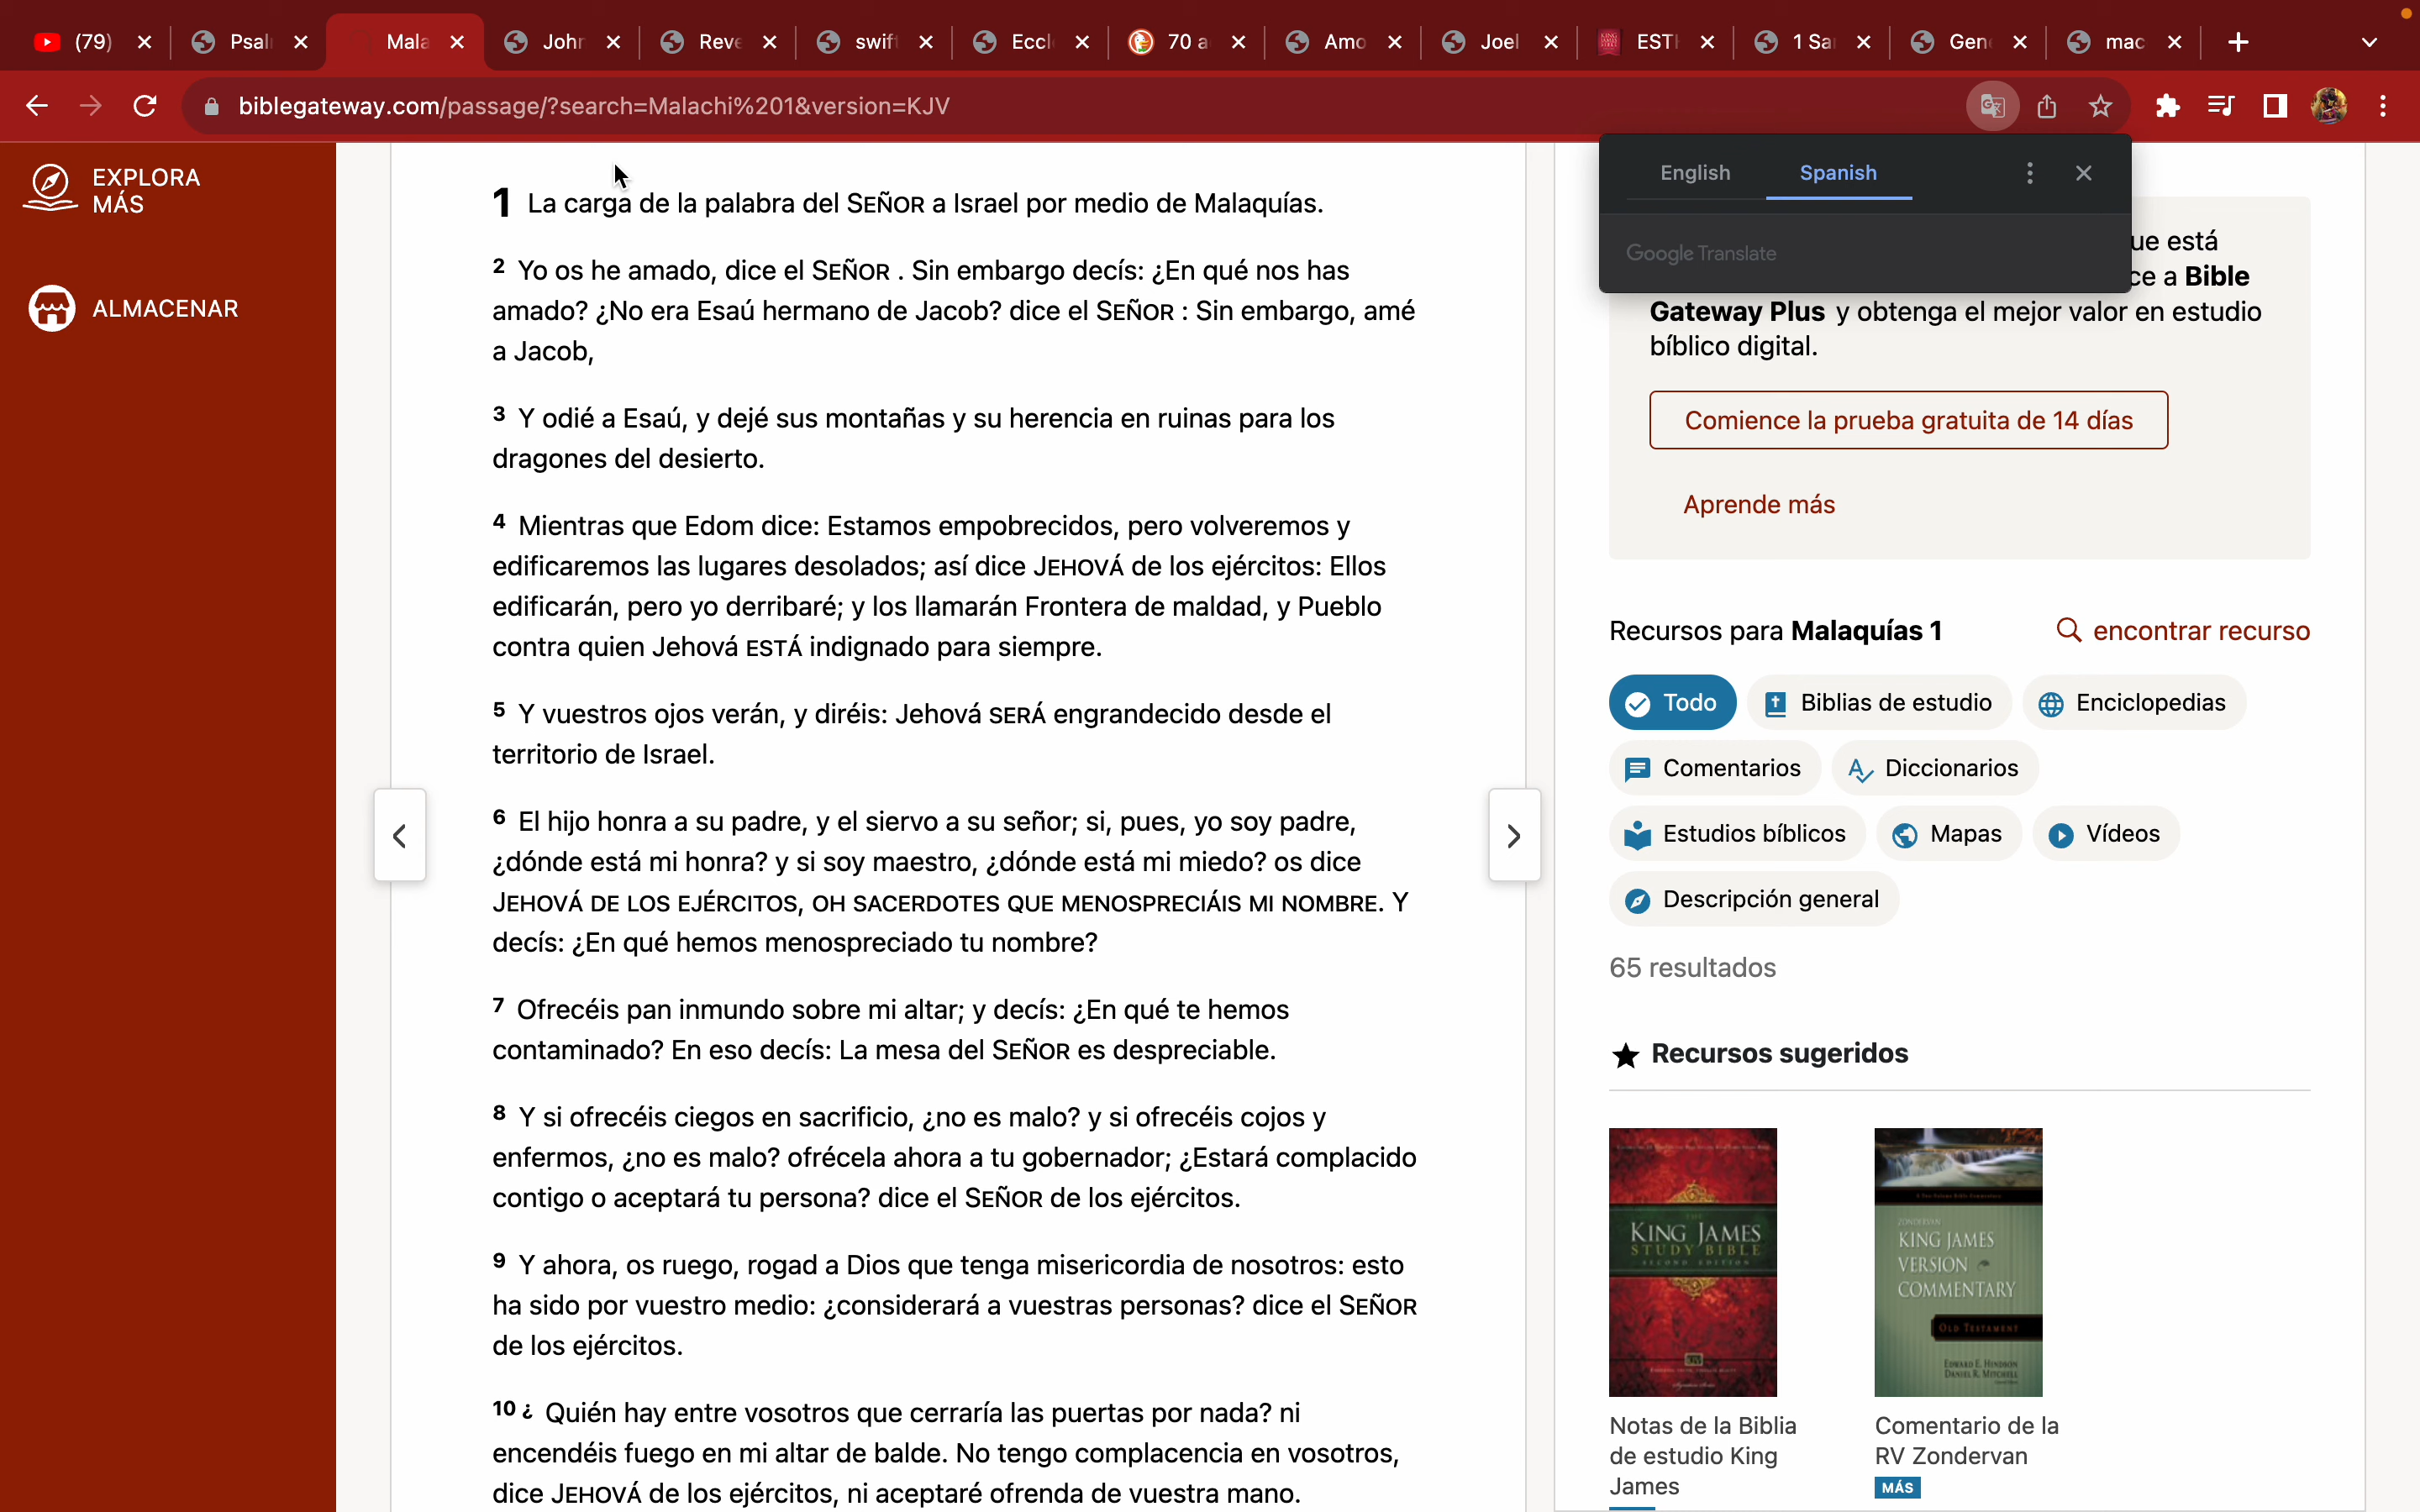 (79)
Psal
Mala
John
Reve
swif
Eccl
70 a
Amo
Joel
EST
1 Sa
Gen
mac
biblegateway.com/passage/?search=Malachi%201&version=KJV
EXPLORA
MÁS
ALMACENAR
1 La carga de la palabra del SEÑOR a Israel por medio de Malaquías.
2 Yo os he amado, dice el SEÑOR . Sin embargo decís: ¿En qué nos has
amado? ¿No era Esaú hermano de Jacob? dice el SEÑOR : Sin embargo, amé
a Jacob,
3 Y odié a Esaú, y dejé sus montañas y su herencia en ruinas para los
dragones del desierto.
4 Mientras que Edom dice: Estamos empobrecidos, pero volveremos y
edificaremos las lugares desolados; así dice JEHOVÁ de los ejércitos: Ellos
edificarán, pero yo derribaré; y los llamarán Frontera de maldad, y Pueblo
contra quien Jehová ESTÁ indignado para siempre.
5 Y vuestros ojos verán, y diréis: Jehová SERÁ engrandecido desde el
territorio de Israel.
6 El hijo honra a su padre, y el siervo a su señor; si, pues, yo soy padre,
¿dónde está mi honra? y si soy maestro, ¿dónde está mi miedo? os dice
JEHOVÁ DE LOS EJÉRCITOS, OH SACERDOTES QUE MENOSPRECIÁIS MI NOMBRE. Y
decís: ¿En qué hemos menospreciado tu nombre?
7 Ofrecéis pan inmundo sobre mi altar; y decís: ¿En qué te hemos
contaminado? En eso decís: La mesa del SEÑOR es despreciable.
8 Y si ofrecéis ciegos en sacrificio, ¿no es malo? y si ofrecéis cojos y
enfermos, ¿no es malo? ofrécela ahora a tu gobernador; ¿Estará complacido
contigo o aceptará tu persona? dice el SEÑOR de los ejércitos.
9 Y ahora, os ruego, rogad a Dios que tenga misericordia de nosotros: esto
ha sido por vuestro medio: ¿considerará a vuestras personas? dice el SEÑOR
de los ejércitos.
10 ¿ Quién hay entre vosotros que cerraría las puertas por nada? ni
encendéis fuego en mi altar de balde. No tengo complacencia en vosotros,
dice JEHOVÁ de los ejércitos, ni aceptaré ofrenda de vuestra mano.
English
Spanish
Google Translate
ue está
ce a Bible
Gateway Plus y obtenga el mejor valor en estudio
bíblico digital.
Comience la prueba gratuita de 14 días
Aprende más
Recursos para Malaquías 1
encontrar recurso
Todo
Biblias de estudio
Enciclopedias
Comentarios
Diccionarios
Estudios bíblicos
Mapas
Vídeos
Descripción general
65 resultados
Recursos sugeridos
KING JAMES
STUDY BIBLE
SECOND EDITION
KJV
ZONDERVAN
KING JAMES
VERSION
COMMENTARY
OLD TESTAMENT
EDWARD E. HINDSON
DANIEL R. MITCHELL
Notas de la Biblia
de estudio King
James
Comentario de la
RV Zondervan
MÁS